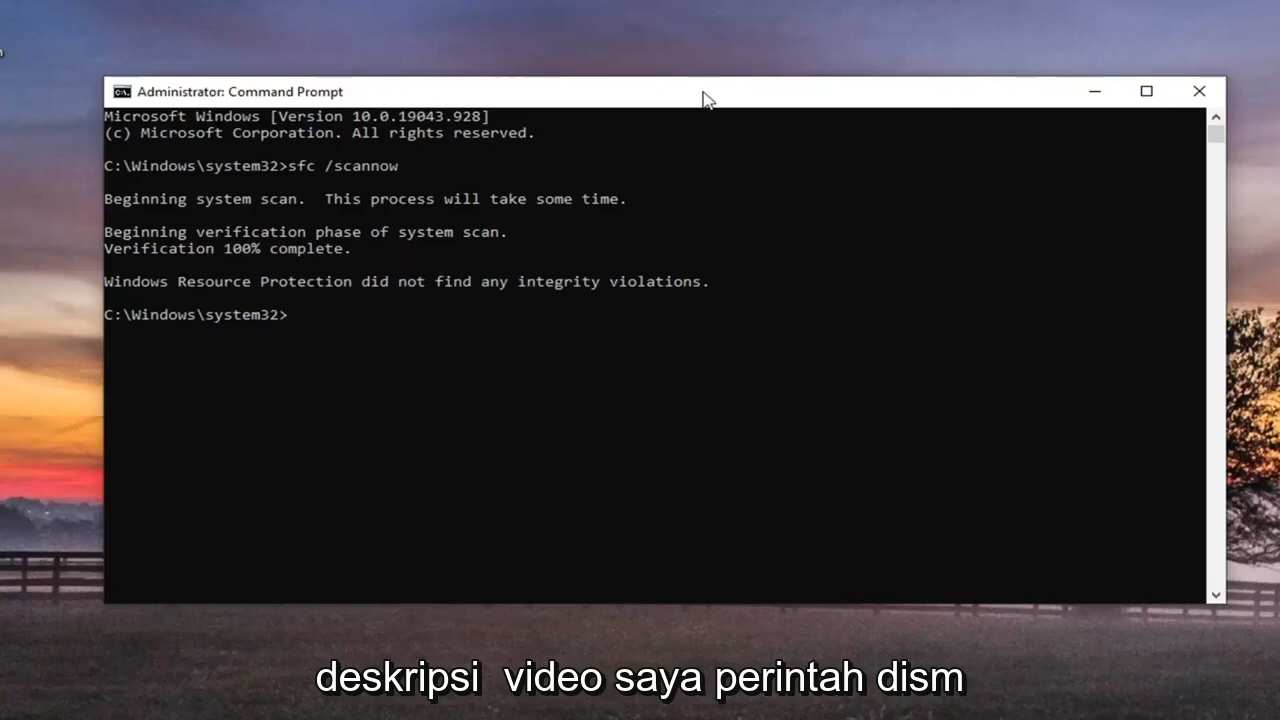 Administrator: Command Prompt
Microsoft Windows [Version 10.0.19043.928]
(c) Microsoft Corporation. All rights reserved.
C:\Windows\system32>sfc /scannow
Beginning system scan.  This process will take some time.
Beginning verification phase of system scan.
Verification 100% complete.
Windows Resource Protection did not find any integrity violations.
C:\Windows\system32>
deskripsi  video saya perintah dism